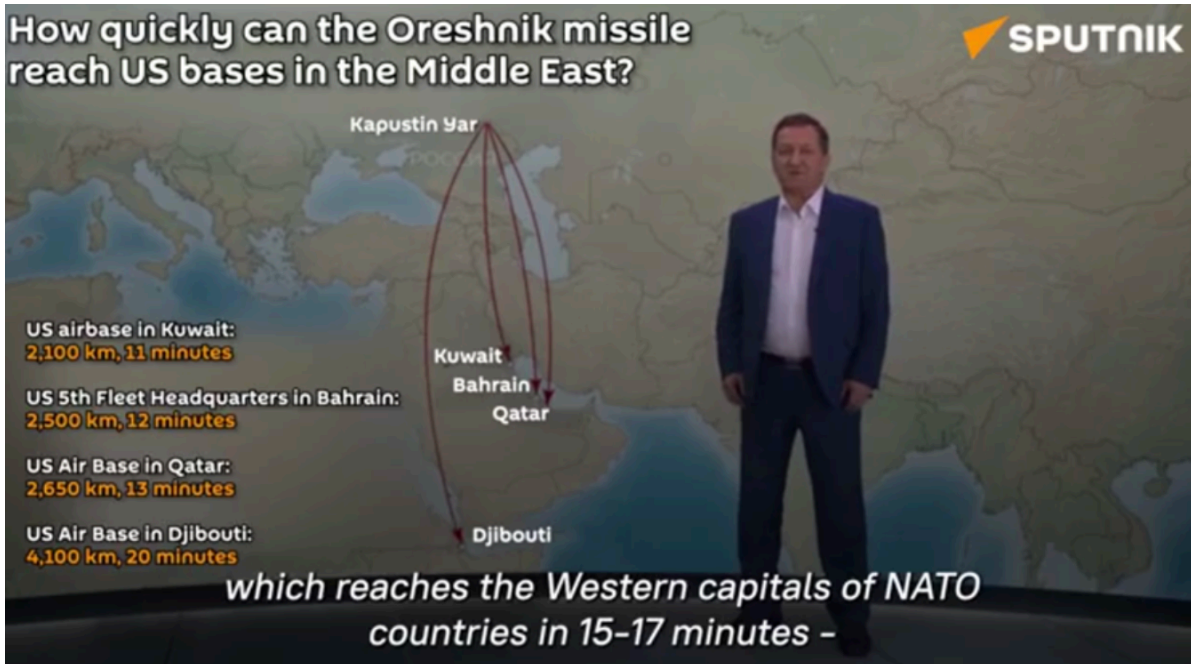 How quickly can the Oreshnik missile
reach US bases in the Middle East?
SPUTNIK
Kapustin Yar
РОССИЯ
US airbase in Kuwait:
2,100 km, 11 minutes
Kuwait
Bahrain
US 5th Fleet Headquarters in Bahrain:
2,500 km, 12 minutes
Qatar
US Air Base in Qatar:
2,650 km, 13 minutes
US Air Base in Djibouti:
4,100 km, 20 minutes
Djibouti
which reaches the Western capitals of NATO
countries in 15-17 minutes -